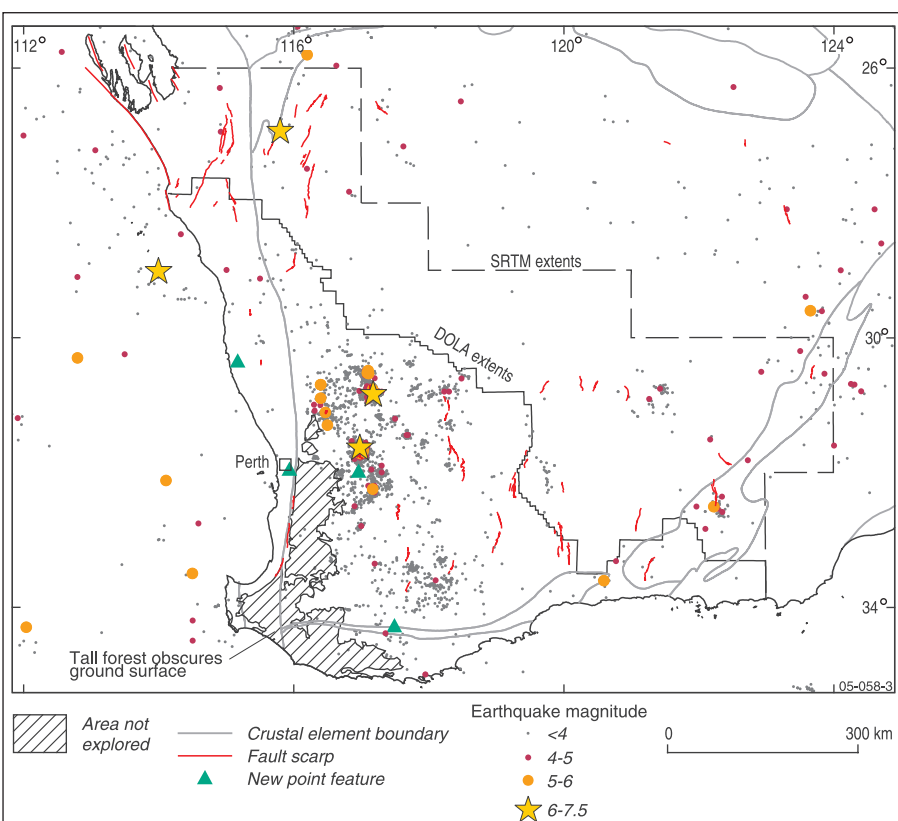 112°
116°
120°
124°
26°
SRTM extents
30°
DOLA extents
Perth
34°
Tall forest obscures
ground surface
05-058-3
Area not
explored
Crustal element boundary
Fault scarp
New point feature
Earthquake magnitude
<4
4-5
5-6
6-7.5
0 300 km